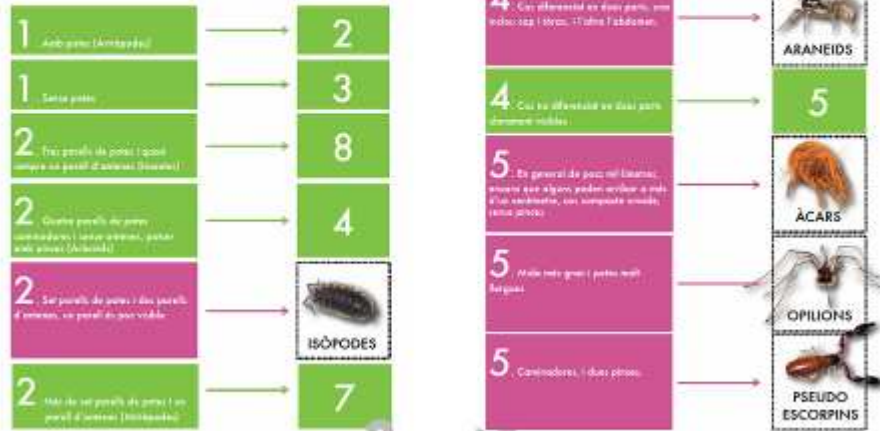 1. Amb potes (Artròpodes)
2
1. Sense potes
3
2. Tres parells de potes i quasi
sempre un parell d'antenes (Insectes)
8
2. Quatre parells de potes
caminadores i sense antenes, potser
amb pinces (Aràcnids)
4
2. Set parells de potes i dos parells
d'antenes, un parell és poc visible
ISÒPODES
2. Més de set parells de potes i un
parell d'antenes (Miriàpodes)
7
4. Cos diferenciat en dues parts, una
inclou cap i tòrax, i l'altra l'abdomen.
ARANEIDS
4. Cos no diferenciat en dues parts
clarament visibles
5
5. En general de pocs mil·límetres,
encara que alguns poden arribar a més
d'un centímetre, cos compacte
sense pinces
ÀCARS
5. Mida més gran i potes molt
llargues
OPILIONS
5. Caminadores, i dues pinces.
PSEUDO
ESCORPINS